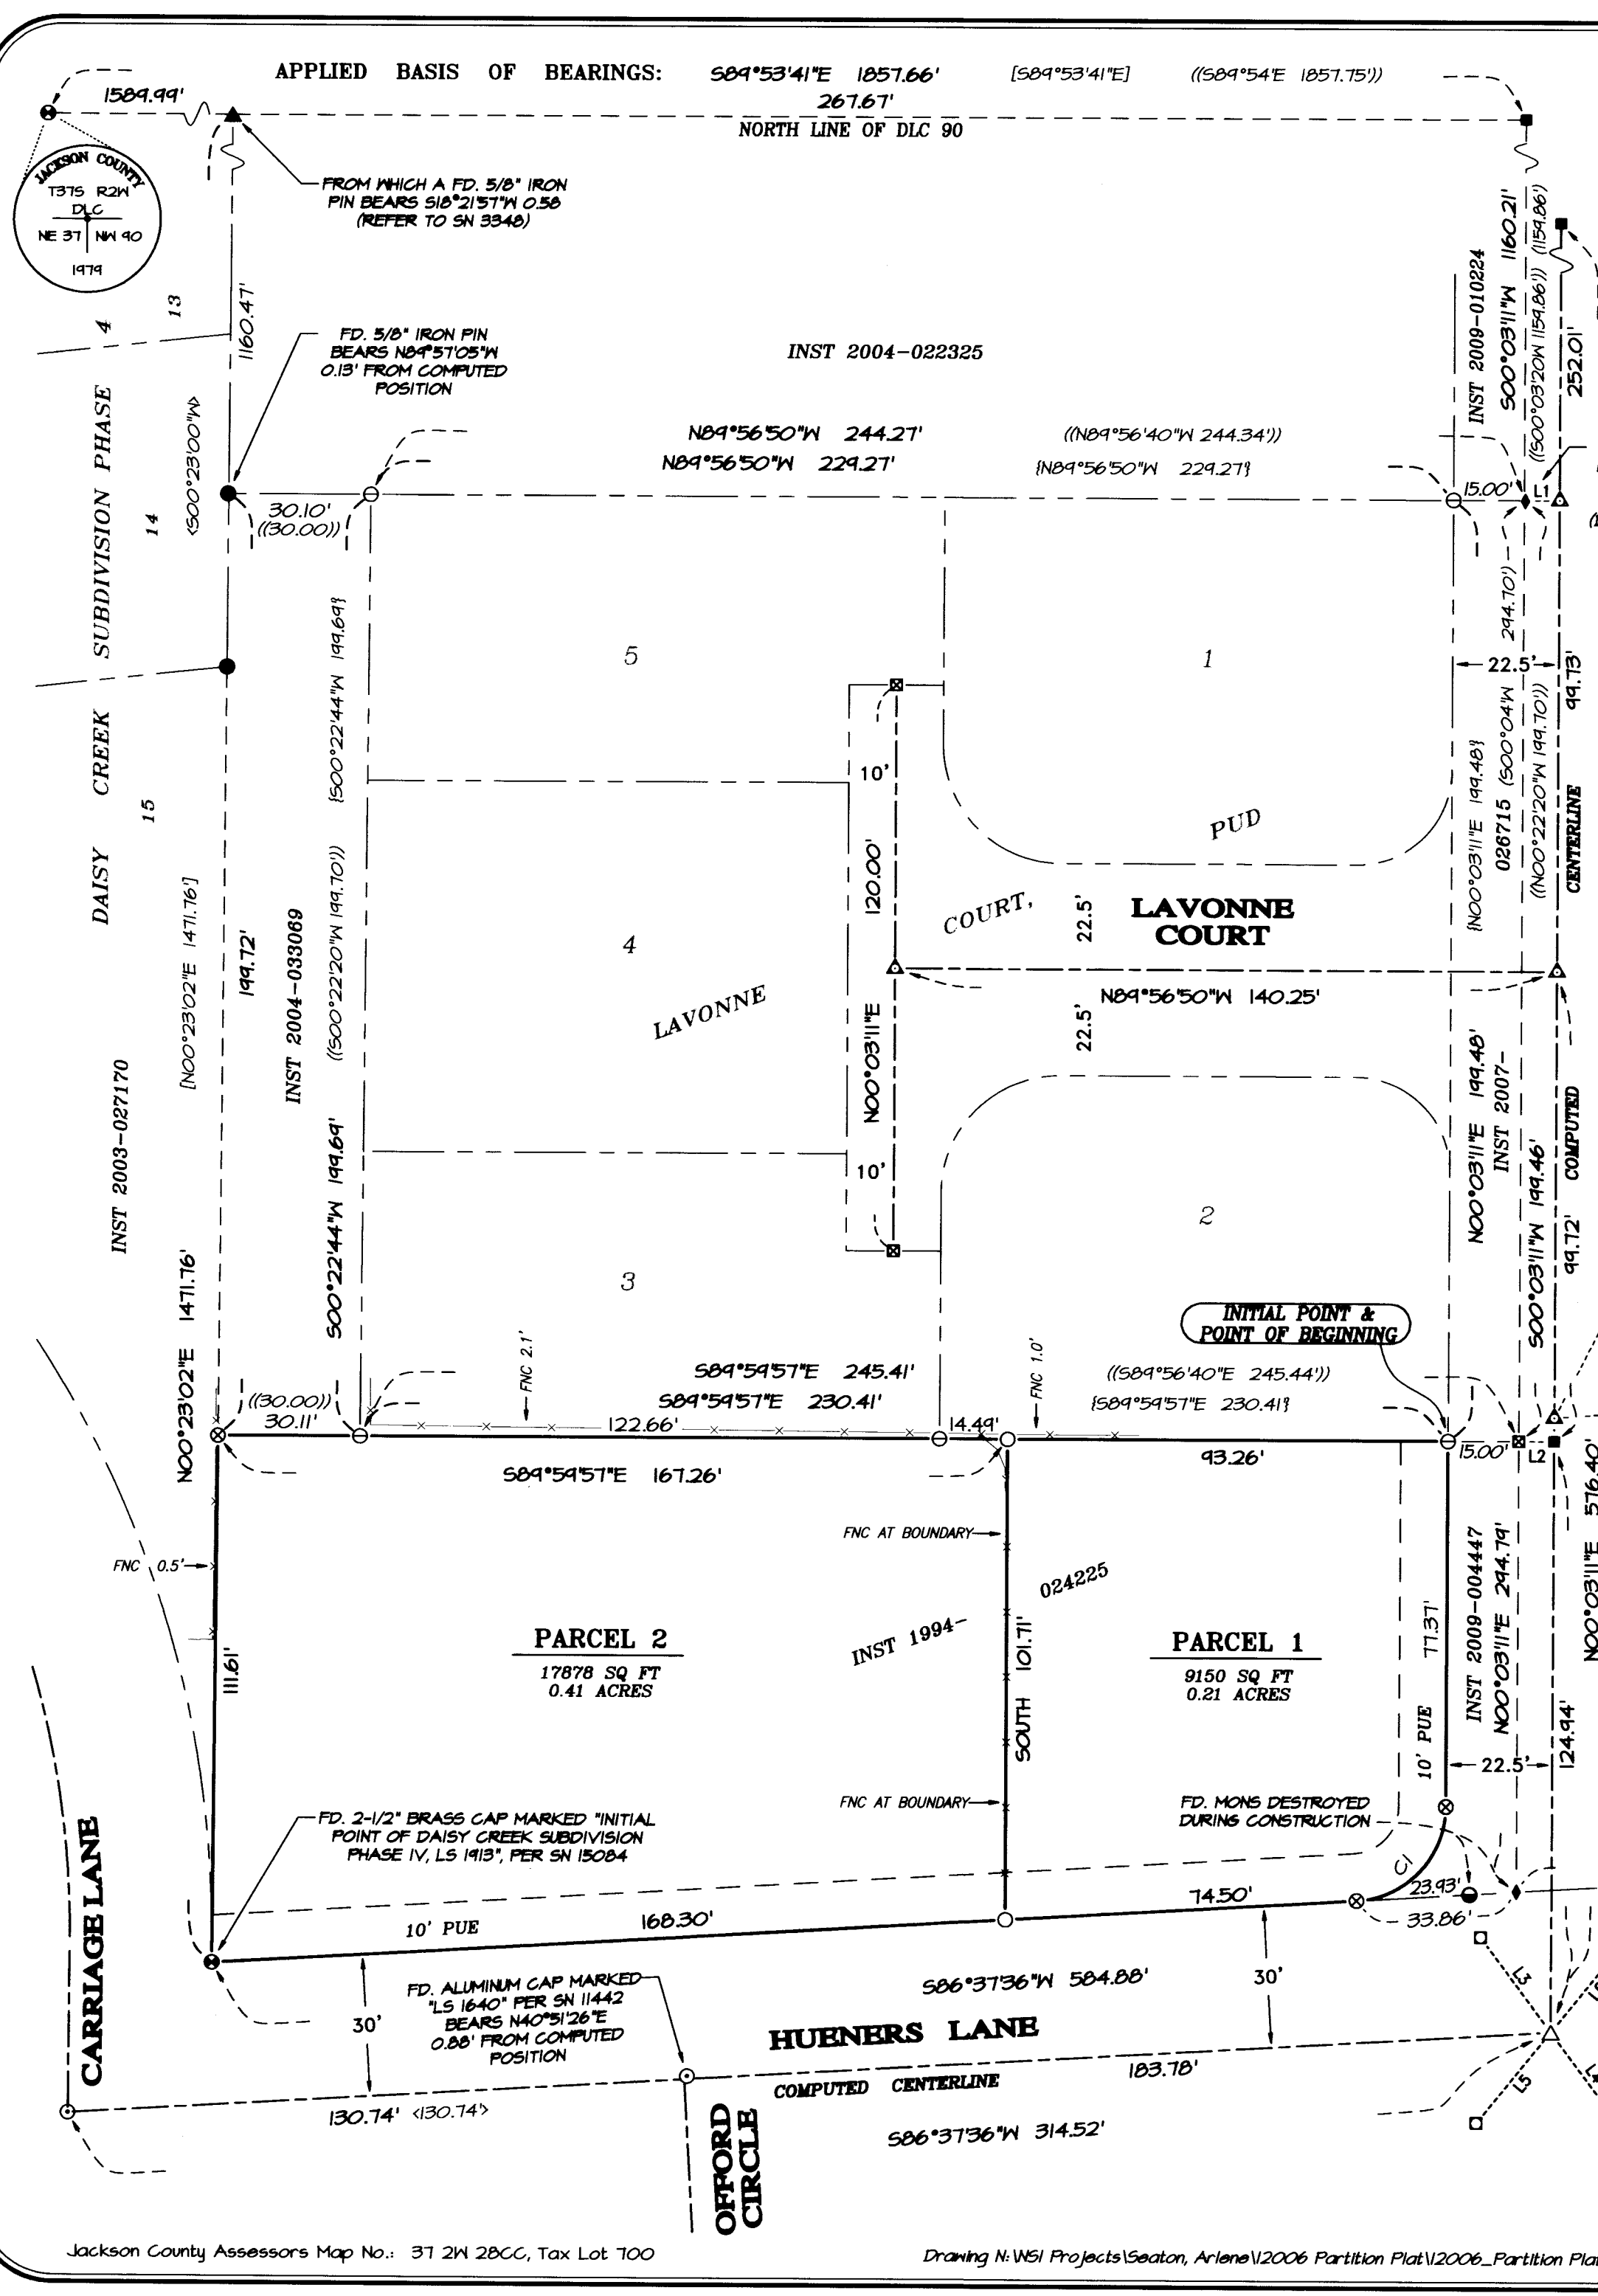 APPLIED BASIS OF BEARINGS: S89°53'41"E 1857.66' [S89°53'41"E] ((S89°54'E 1857.75'))
1589.99'
267.67'
NORTH LINE OF DLC 90
JACKSON COUNTY
T37S R2W
DLC
NE 37 NW 90
1979
FROM WHICH A FD. 5/8" IRON
PIN BEARS S18°21'57"W 0.58
(REFER TO SN 3348)
1160.47'
13
4
FD. 5/8" IRON PIN
BEARS N89°57'05"W
0.13' FROM COMPUTED
POSITION
INST 2004-022325
INST 2009-010224
S00°03'11"W 1160.21'
((S00°03'20W 1159.86')) (1159.86')
252.01'
DAISY CREEK SUBDIVISION PHASE
<S00°23'00"W>
14
15
N89°56'50"W 244.27' ((N89°56'40"W 244.34'))
N89°56'50"W 229.27' {N89°56'50"W 229.27}
30.10'
((30.00))
15.00'
L1
{S00°22'44"W 199.69}
((S00°22'20"W 199.70'))
S00°22'44"W 199.69'
5
1
22.5'
(S00°04'W 294.70')
026715
{N00°03'11"E 199.48}
((N00°22'20"W 199.70'))
99.73'
CENTERLINE
10'
120.00'
PUD
COURT,
22.5'
LAVONNE
COURT
4
LAVONNE
N89°56'50"W 140.25'
22.5'
N00°03'11"E
10'
[N00°23'02"E 1471.76']
199.72'
INST 2004-033069
INST 2003-027170
N00°23'02"E 1471.76'
N00°03'11"E 199.48'
INST 2007-
S00°03'11"W 199.46'
COMPUTED
99.72'
2
3
INITIAL POINT &
POINT OF BEGINNING
FNC 2.1'
FNC 1.0'
S89°59'57"E 245.41' ((S89°56'40"E 245.44'))
S89°59'57"E 230.41' {S89°59'57"E 230.41}
((30.00))
30.11'
122.66'
14.49'
93.26'
15.00'
L2
S89°59'57"E 167.26'
FNC AT BOUNDARY
FNC 0.5'
024225
INST 1994-
PARCEL 2
17878 SQ FT
0.41 ACRES
PARCEL 1
9150 SQ FT
0.21 ACRES
111.61'
SOUTH 101.71'
77.37'
10' PUE
INST 2009-004447
N00°03'11"E 294.79'
N00°03'11"E 576.40'
124.94'
22.5'
FNC AT BOUNDARY
FD. MONS DESTROYED
DURING CONSTRUCTION
FD. 2-1/2" BRASS CAP MARKED "INITIAL
POINT OF DAISY CREEK SUBDIVISION
PHASE IV, LS 1913", PER SN 15084
C1
23.93'
33.86'
74.50'
168.30'
10' PUE
CARRIAGE LANE
FD. ALUMINUM CAP MARKED
"LS 1640" PER SN 11442
BEARS N40°51'26"E
0.88' FROM COMPUTED
POSITION
30'
S86°37'36"W 584.88'
30'
L3
HUENERS LANE
COMPUTED CENTERLINE
183.78'
L5
130.74' <130.74'>
S86°37'36"W 314.52'
OFFORD
CIRCLE
Jackson County Assessors Map No.: 37 2W 28CC, Tax Lot 700
Drawing N:\WSI Projects\Seaton, Arlene\12006 Partition Plat\12006_Partition Pla